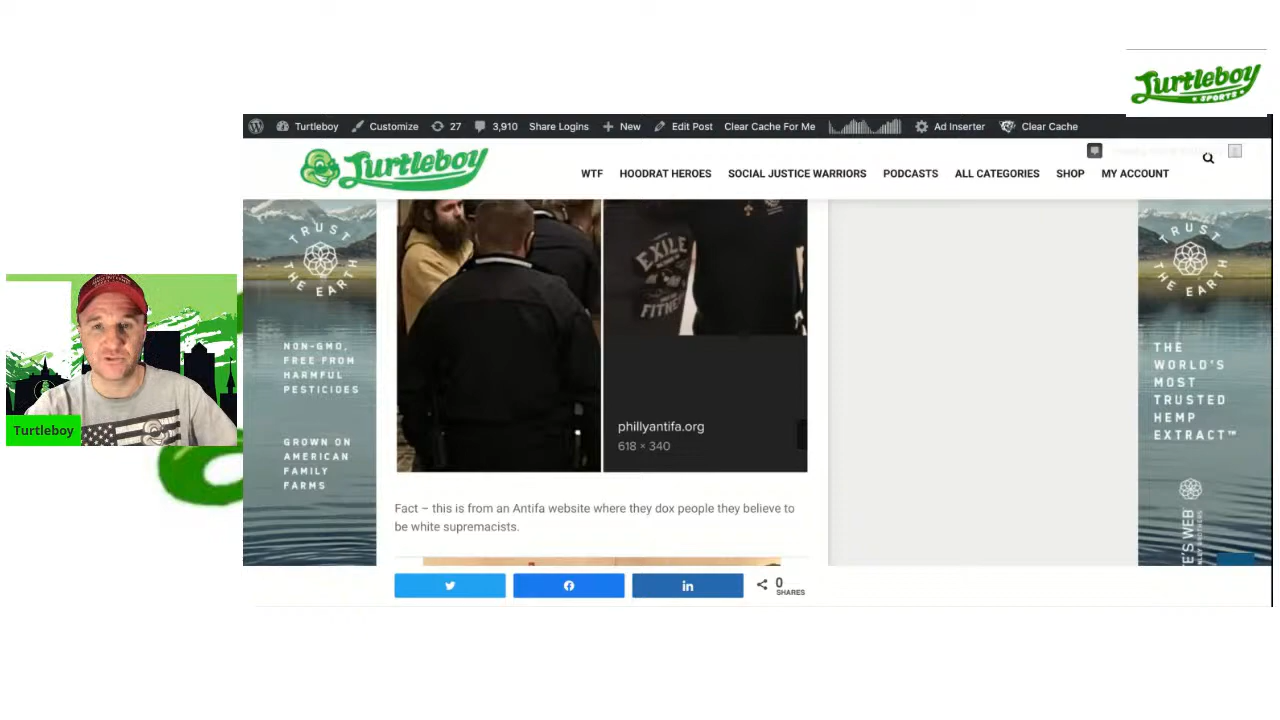 Turtleboy
SPORTS
Turtleboy
Customize
27
3,910
Share Logins
New
Edit Post
Clear Cache For Me
Ad Inserter
Clear Cache
Turtleboy
WTF
HOODRAT HEROES
SOCIAL JUSTICE WARRIORS
PODCASTS
ALL CATEGORIES
SHOP
MY ACCOUNT
TRUST
THE EARTH
NON-GMO,
FREE FROM
HARMFUL
PESTICIDES
GROWN ON
AMERICAN
FAMILY
FARMS
EXILE
FITNE
phillyantifa.org
618 × 340
TRUST
THE EARTH
THE
WORLD'S
MOST
TRUSTED
HEMP
EXTRACT™
E'S WEB
Turtleboy
Fact – this is from an Antifa website where they dox people they believe to
be white supremacists.
0
SHARES